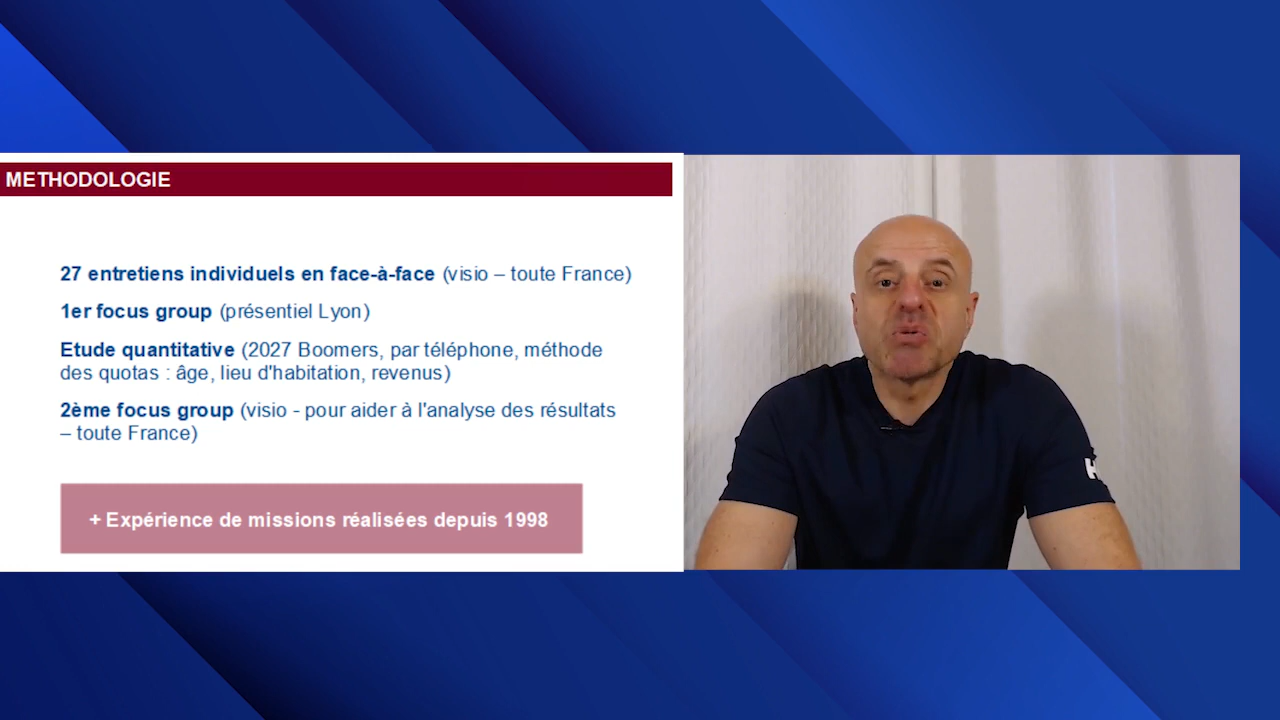 METHODOLOGIE
27 entretiens individuels en face-à-face (visio – toute France)
1er focus group (présentiel Lyon)
Etude quantitative (2027 Boomers, par téléphone, méthode
des quotas : âge, lieu d'habitation, revenus)
2ème focus group (visio - pour aider à l'analyse des résultats
– toute France)
+ Expérience de missions réalisées depuis 1998